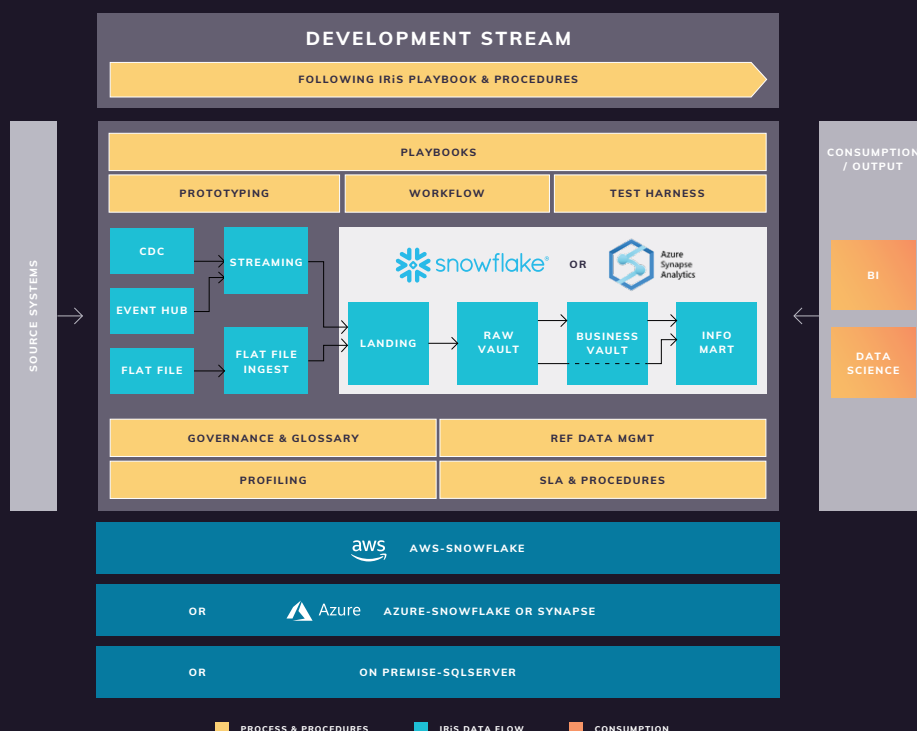 DEVELOPMENT STREAM
FOLLOWING IRiS PLAYBOOK & PROCEDURES
SOURCE SYSTEMS
PLAYBOOKS
PROTOTYPING
WORKFLOW
TEST HARNESS
CDC
STREAMING
EVENT HUB
FLAT FILE
FLAT FILE
INGEST
snowflake®
OR
Azure
Synapse
Analytics
LANDING
RAW
VAULT
BUSINESS
VAULT
INFO
MART
CONSUMPTION
/ OUTPUT
BI
DATA
SCIENCE
GOVERNANCE & GLOSSARY
REF DATA MGMT
PROFILING
SLA & PROCEDURES
aws AWS-SNOWFLAKE
OR Azure AZURE-SNOWFLAKE OR SYNAPSE
OR ON PREMISE-SQLSERVER
PROCESS & PROCEDURES
IRiS DATA FLOW
CONSUMPTION